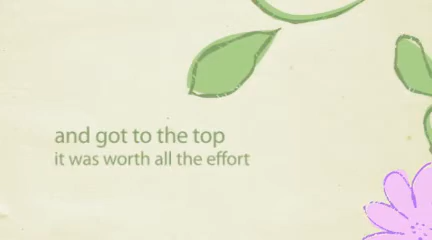 and got to the top
it was worth all the effort